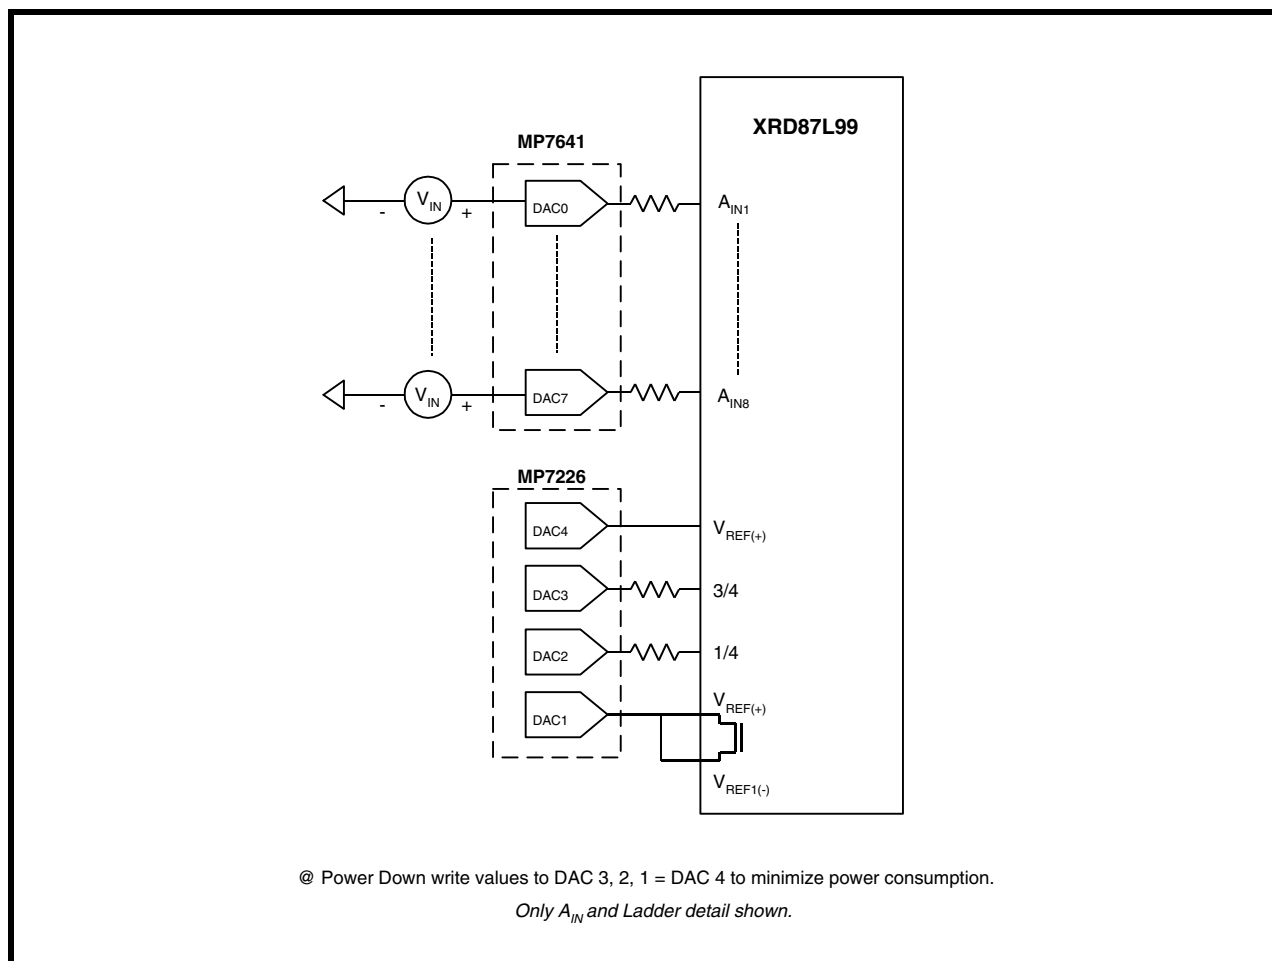 XRD87L99
MP7641
V_IN
- +
DAC0
A_IN1
V_IN
- +
DAC7
A_IN8
MP7226
DAC4
V_REF(+)
DAC3
3/4
DAC2
1/4
DAC1
V_REF(+)
V_REF1(-)
@ Power Down write values to DAC 3, 2, 1 = DAC 4 to minimize power consumption.
Only A_IN and Ladder detail shown.